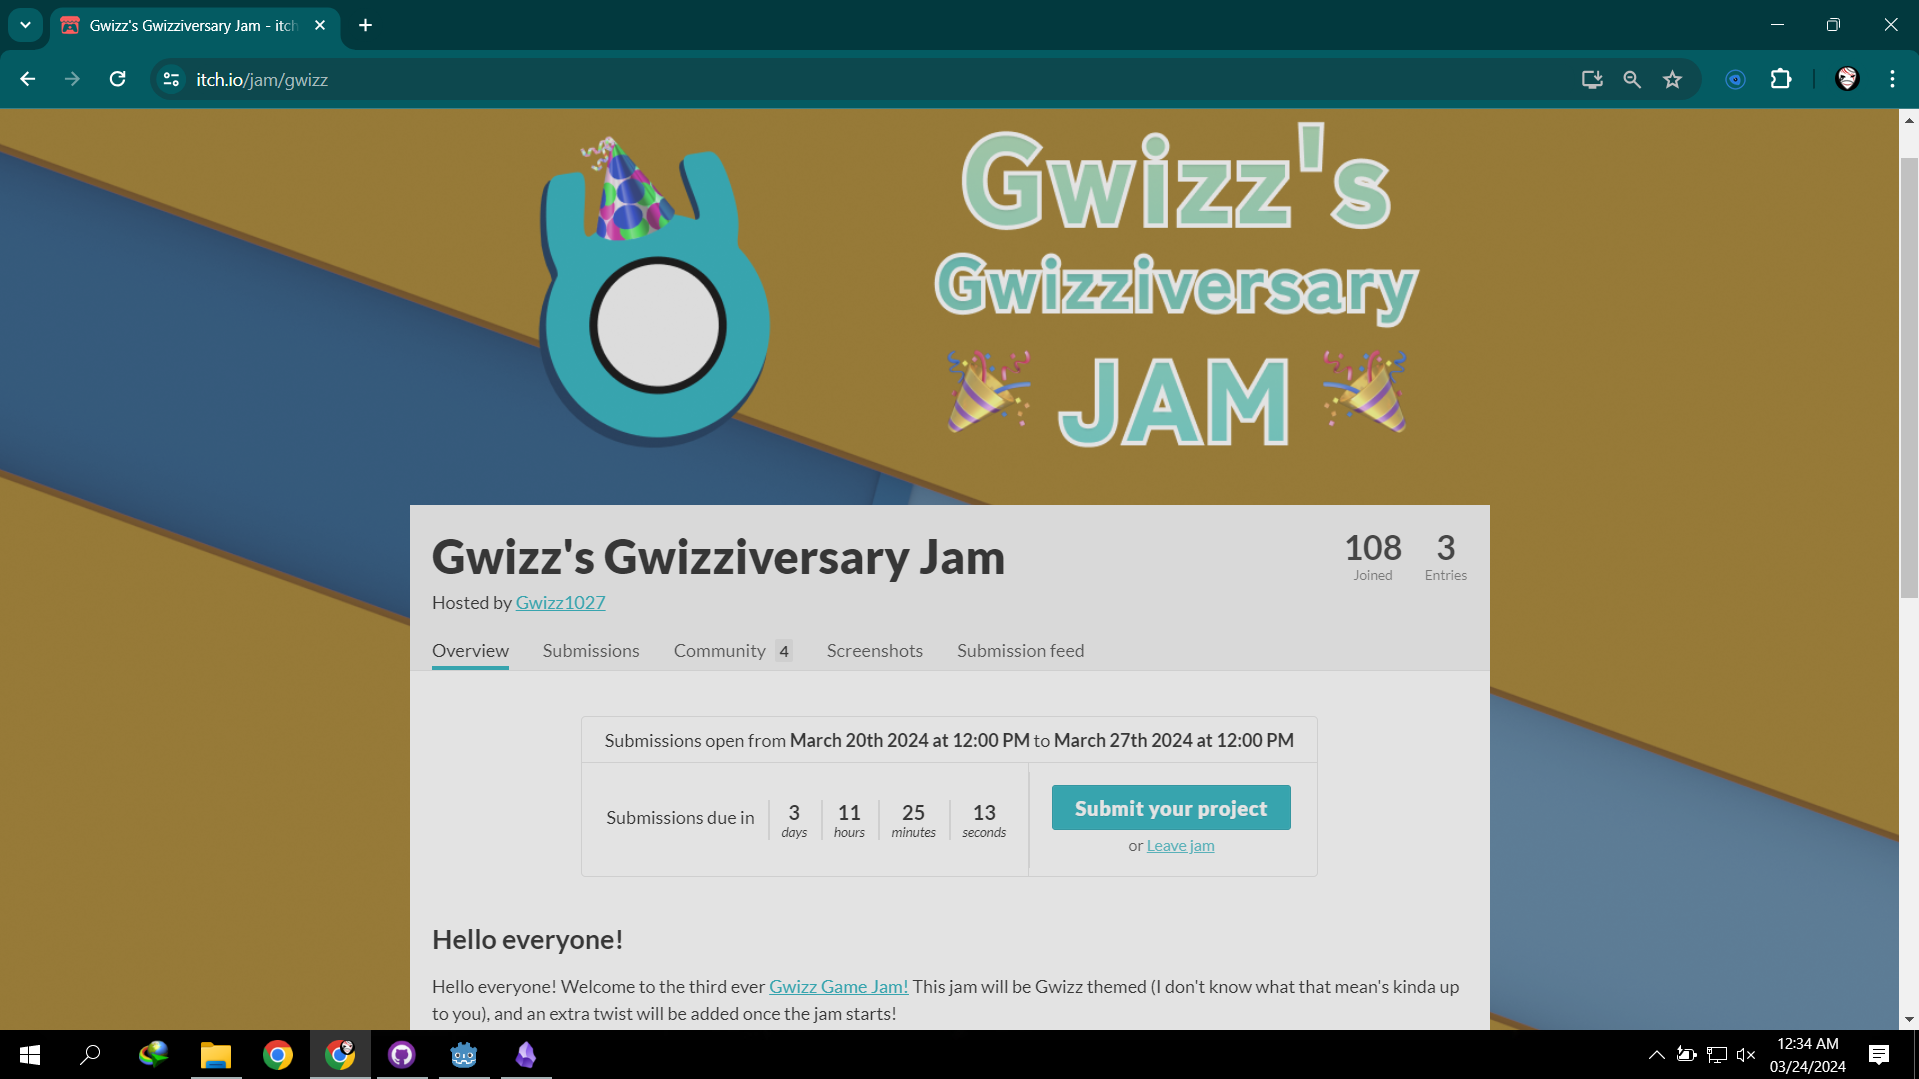 Gwizz's Gwizziversary Jam - itch
itch.io/jam/gwizz
Gwizz's
Gwizziversary
JAM
Gwizz's Gwizziversary Jam
108 3
Joined Entries
Hosted by Gwizz1027
Overview Submissions Community 4 Screenshots Submission feed
Submissions open from March 20th 2024 at 12:00 PM to March 27th 2024 at 12:00 PM
Submissions due in 3 11 25 13
days hours minutes seconds
Submit your project
or Leave jam
Hello everyone!
Hello everyone! Welcome to the third ever Gwizz Game Jam! This jam will be Gwizz themed (I don't know what that mean's kinda up
to you), and an extra twist will be added once the jam starts!
12:34 AM
03/24/2024